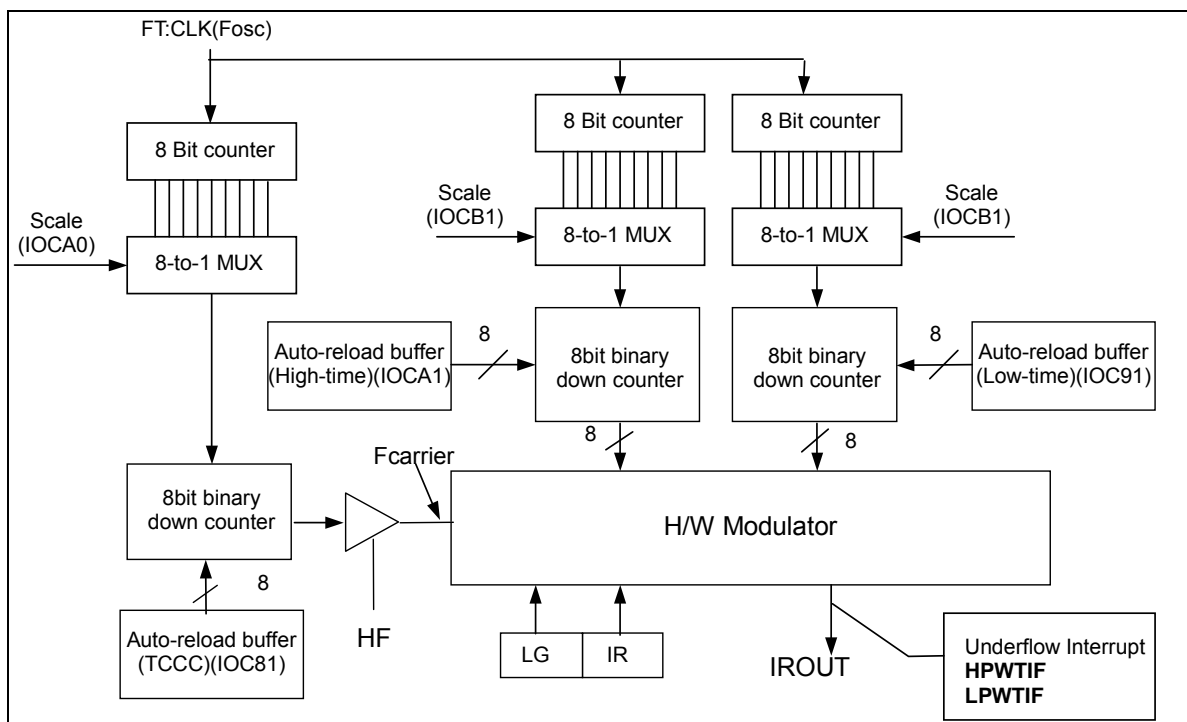 FT:CLK(Fosc)
8 Bit counter
8 Bit counter
8 Bit counter
Scale
(IOCA0)
Scale
(IOCB1)
Scale
(IOCB1)
8-to-1 MUX
8-to-1 MUX
8-to-1 MUX
Auto-reload buffer
(High-time)(IOCA1)
8
8bit binary
down counter
8bit binary
down counter
8
Auto-reload buffer
(Low-time)(IOC91)
8
8
Fcarrier
8bit binary
down counter
H/W Modulator
8
Auto-reload buffer
(TCCC)(IOC81)
HF
LG
IR
IROUT
Underflow Interrupt
HPWTIF
LPWTIF